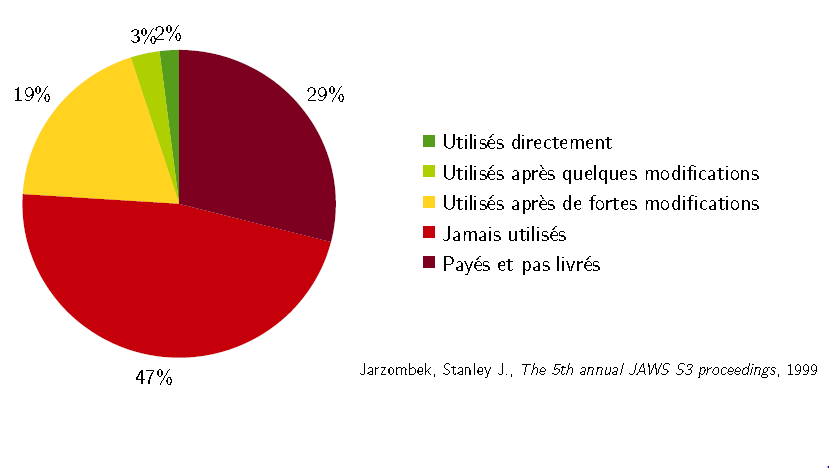 3%
2%
19%
29%
Utilisés directement
Utilisés après quelques modifications
Utilisés après de fortes modifications
Jamais utilisés
Payés et pas livrés
47%
Jarzombek, Stanley J., The 5th annual JAWS S3 proceedings, 1999